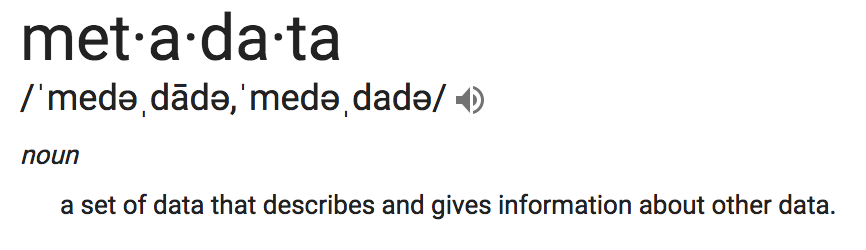 met·a·da·ta
/ˈmedəˌdādə,ˈmedəˌdadə/
noun
a set of data that describes and gives information about other data.